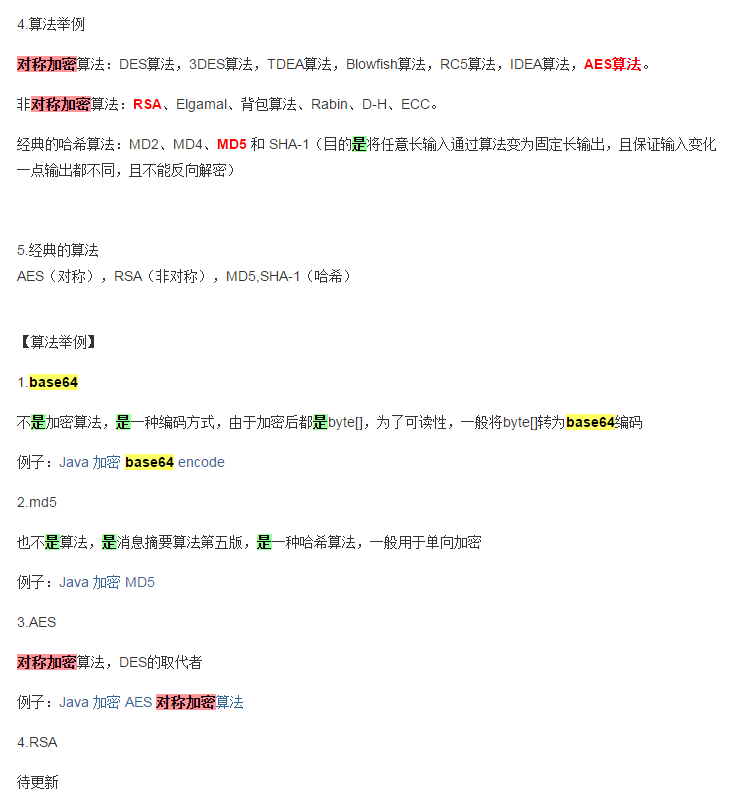 4.算法举例
对称加密算法：DES算法，3DES算法，TDEA算法，Blowfish算法，RC5算法，IDEA算法，AES算法。
非对称加密算法：RSA、Elgamal、背包算法、Rabin、D-H、ECC。
经典的哈希算法：MD2、MD4、MD5 和 SHA-1（目的是将任意长输入通过算法变为固定长输出，且保证输入变化
一点输出都不同，且不能反向解密）
5.经典的算法
AES（对称），RSA（非对称），MD5,SHA-1（哈希）
【算法举例】
1.base64
不是加密算法，是一种编码方式，由于加密后都是byte[]，为了可读性，一般将byte[]转为base64编码
例子：Java 加密 base64 encode
2.md5
也不是算法，是消息摘要算法第五版，是一种哈希算法，一般用于单向加密
例子：Java 加密 MD5
3.AES
对称加密算法，DES的取代者
例子：Java 加密 AES 对称加密算法
4.RSA
待更新